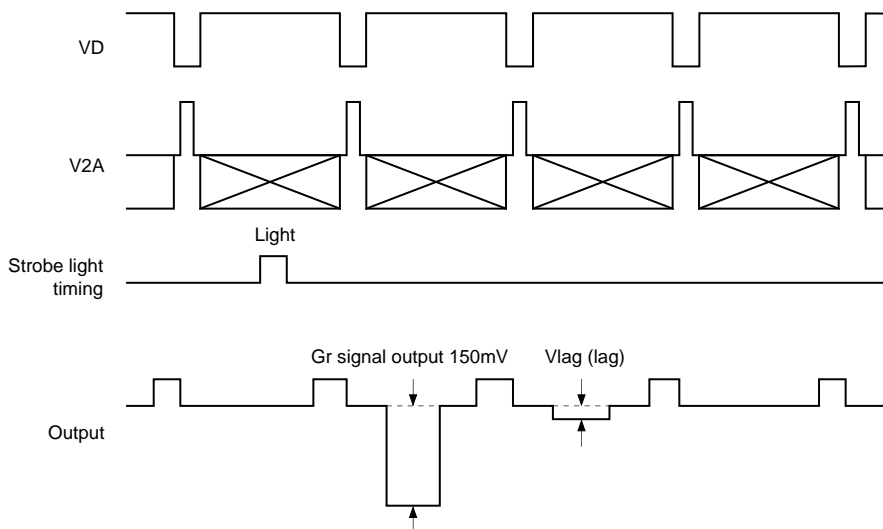 VD
V2A
Light
Strobe light
timing
Gr signal output 150mV
Vlag (lag)
Output